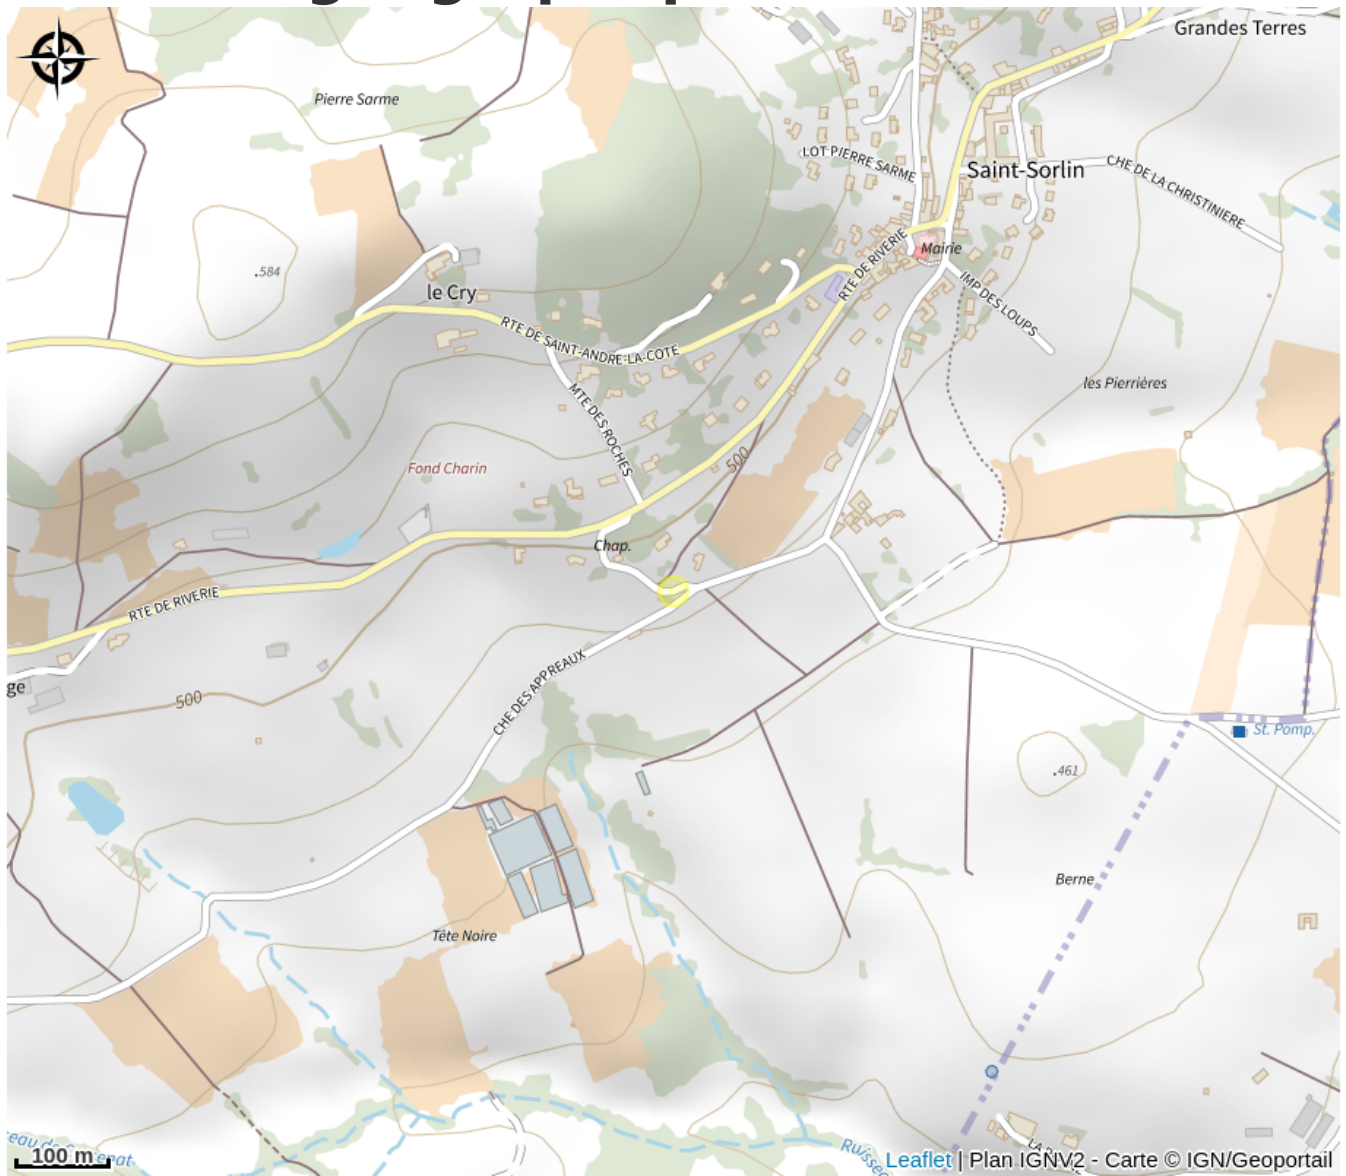 Grandes Terres
Pierre Sarme
LOT PIERRE SARME
Saint-Sorlin
CHE DE LA CHRISTINIERE
Mairie
RTE DE RIVERIE
.584
le Cry
IMP DES LOUPS
RTE DE SAINT-ANDRE-LA-COTE
les Pierrières
MTE DES ROCHES
500
Fond Charin
Chap.
RTE DE RIVERIE
ge
500
CHE DES APPREAUX
St. Pomp.
.461
Berne
Tête Noire
100 m
Leaflet | Plan IGNV2 - Carte © IGN/Geoportail